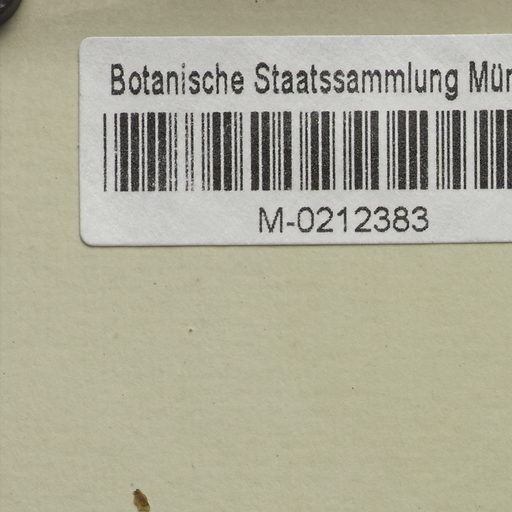 Botanische Staatssammlung Mün
M-0212383